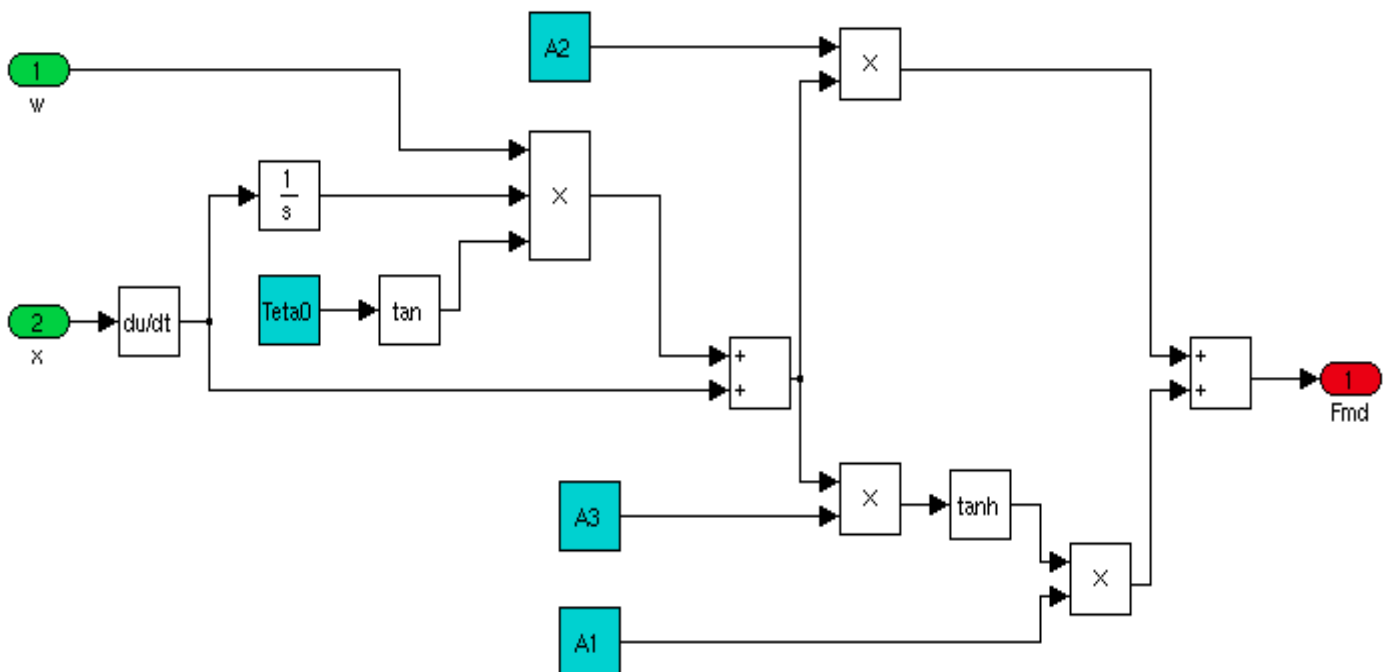 A2
×
1
w
1
s
×
Teta0
tan
2
x
du/dt
+
+
+
+
1
Fmd
A3
×
tanh
×
A1